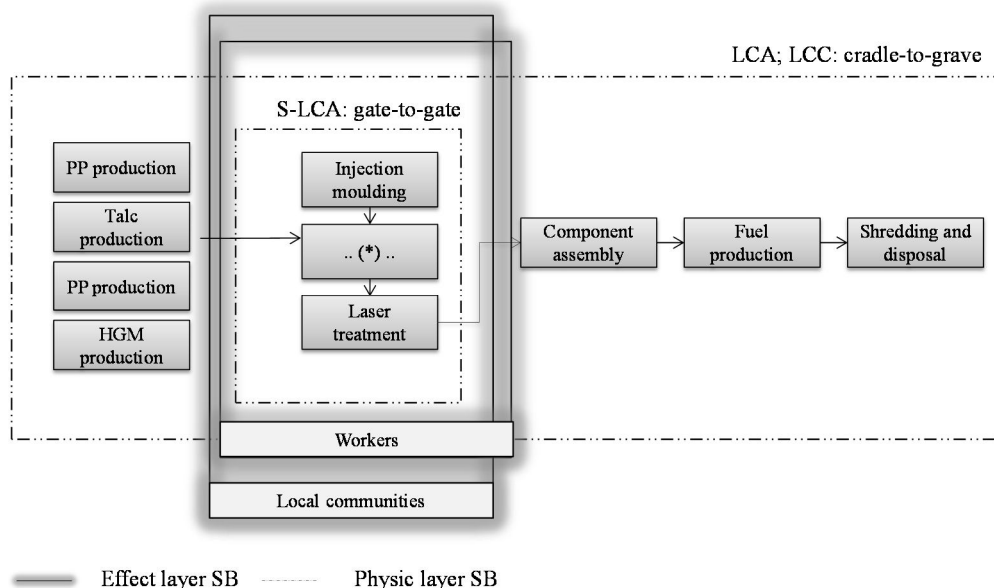 LCA; LCC: cradle-to-grave
S-LCA: gate-to-gate
PP production
Talc
production
PP production
HGM
production
Injection
moulding
.. (*) ..
Laser
treatment
Component
assembly
Fuel
production
Shredding and
disposal
Workers
Local communities
Effect layer SB
Physic layer SB